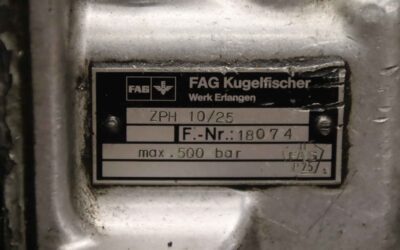 FAG FAG Kugelfischer
Werk Erlangen
ZPH 10/25
F.-Nr.: 18074
max. 500 bar